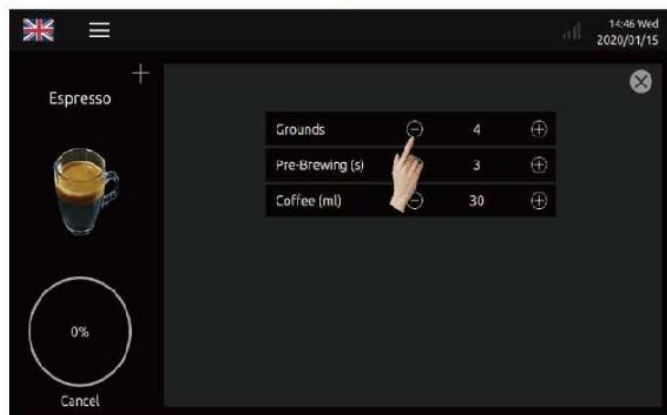 14:46 Wed
2020/01/15
Espresso
Grounds 4
Pre-Brewing (s) 3
Coffee (ml) 30
0%
Cancel